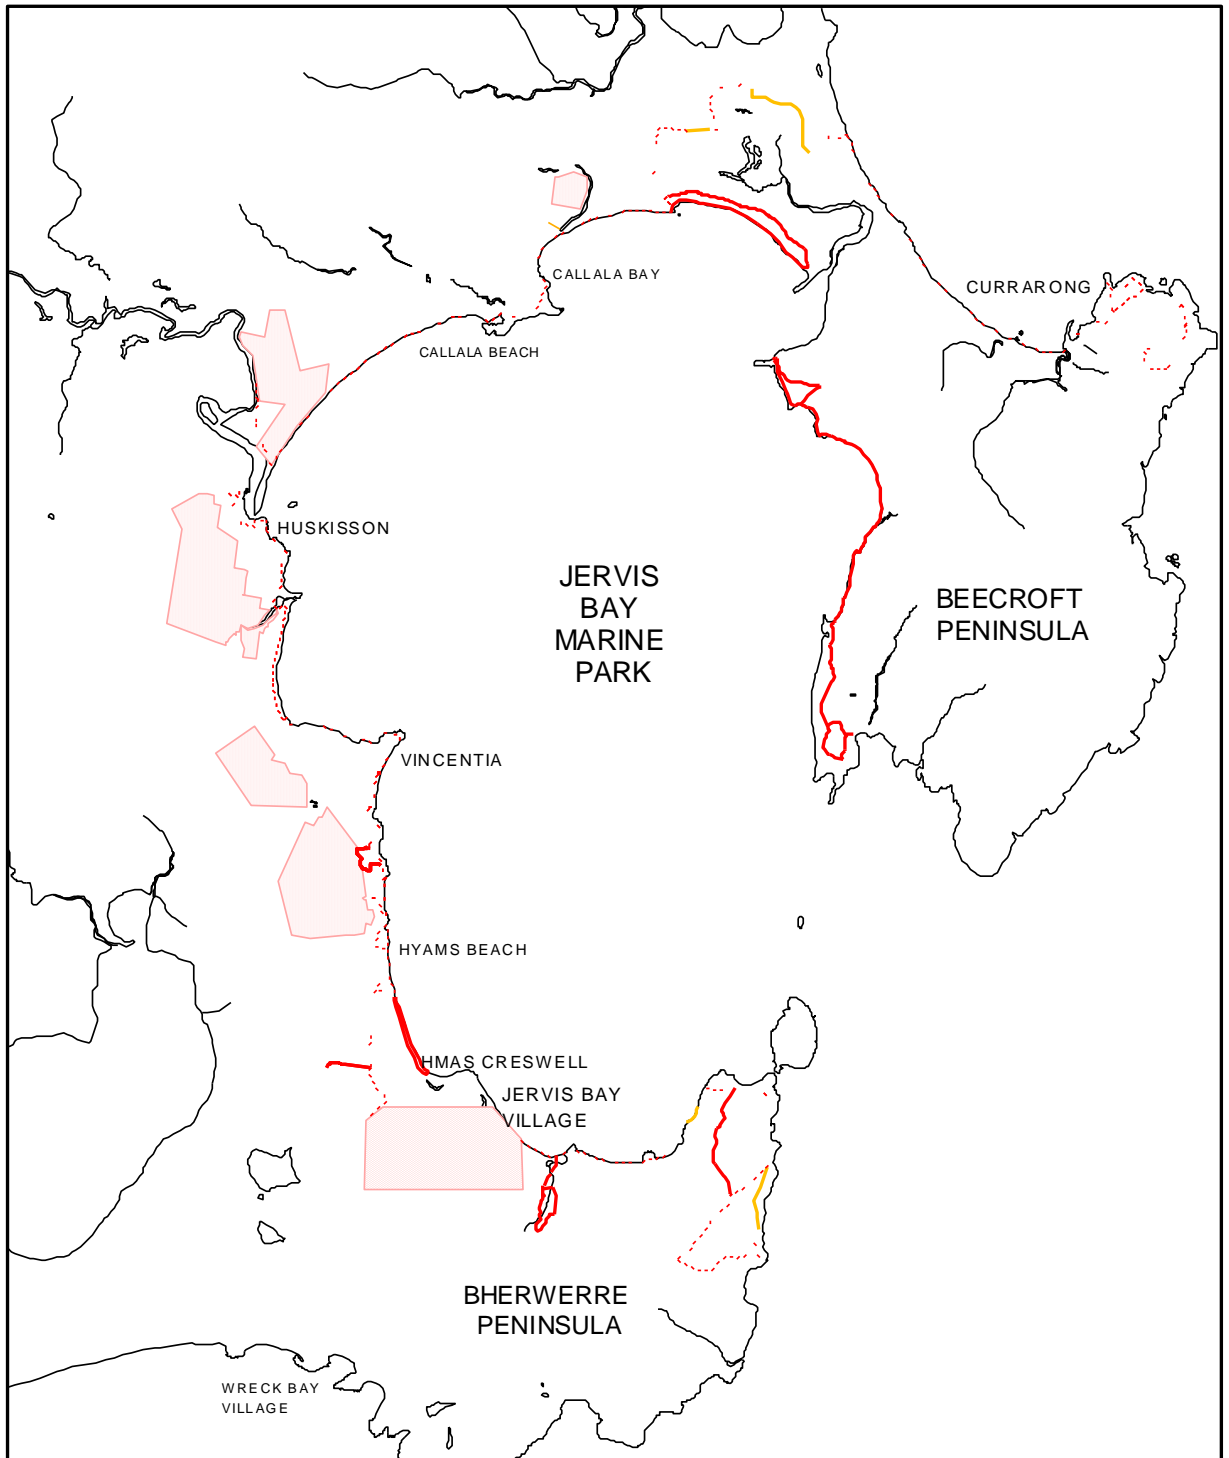 CALLALA BAY
CURRARONG
CALLALA BEACH
HUSKISSON
JERVIS
BAY
MARINE
PARK
BEECROFT
PENINSULA
VINCENTIA
HYAMS BEACH
HMAS CRESWELL
JERVIS BAY
VILLAGE
BHERWERRE
PENINSULA
WRECK BAY
VILLAGE